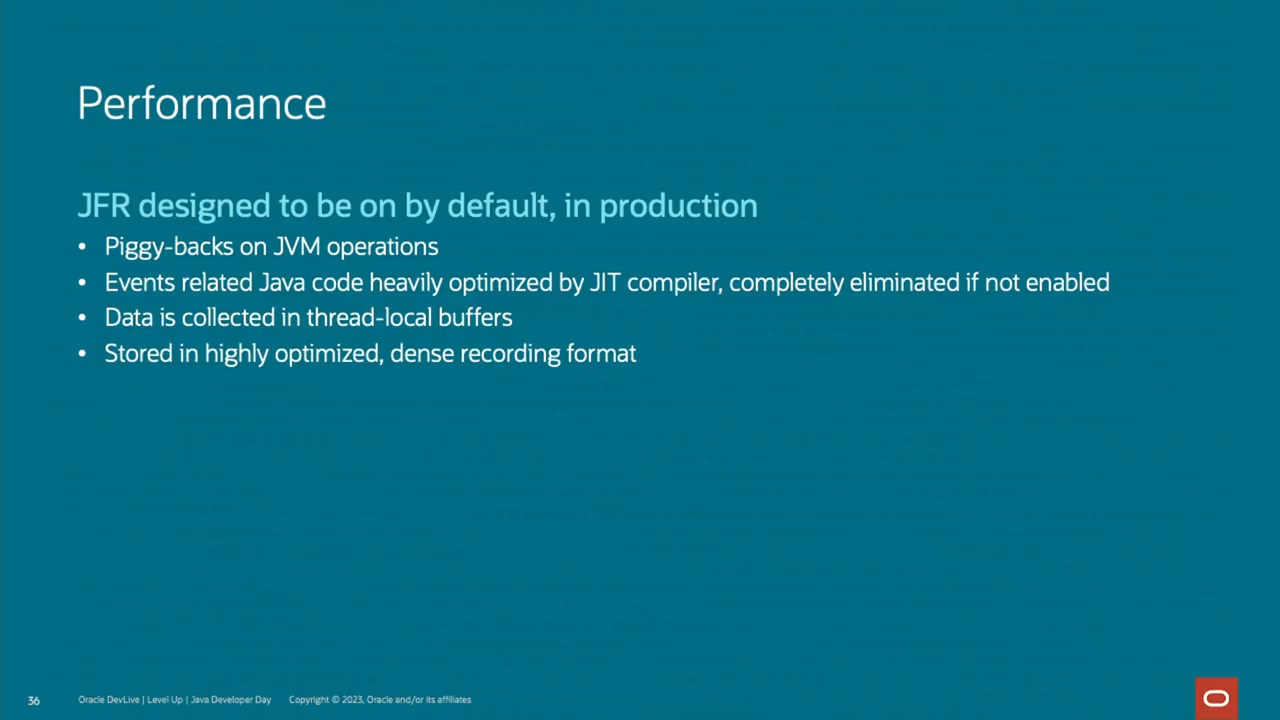 Performance
JFR designed to be on by default, in production
• Piggy-backs on JVM operations
• Events related Java code heavily optimized by JIT compiler, completely eliminated if not enabled
• Data is collected in thread-local buffers
• Stored in highly optimized, dense recording format
36 Oracle DevLive | Level Up | Java Developer Day Copyright © 2023, Oracle and/or its affiliates